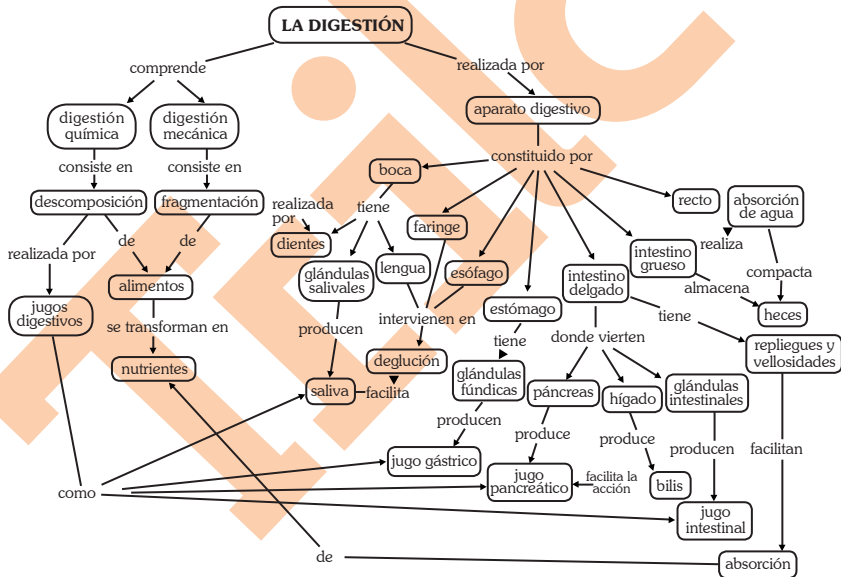 LA DIGESTIÓN
comprende
realizada por
digestión
química
digestión
mecánica
aparato digestivo
consiste en
consiste en
constituido por
boca
descomposición
fragmentación
realizada
por
tiene
recto
absorción
de agua
dientes
faringe
realizada por
de
de
realiza
intestino
grueso
glándulas
salivales
lengua
esófago
intestino
delgado
compacta
alimentos
almacena
jugos
digestivos
estómago
heces
se transforman en
producen
intervienen en
tiene
tiene
donde vierten
repliegues y
vellosidades
nutrientes
deglución
glándulas
fúndicas
páncreas
hígado
glándulas
intestinales
saliva
facilita
producen
produce
produce
producen
facilitan
jugo gástrico
como
jugo
pancreático
facilita la
acción
bilis
jugo
intestinal
de
absorción